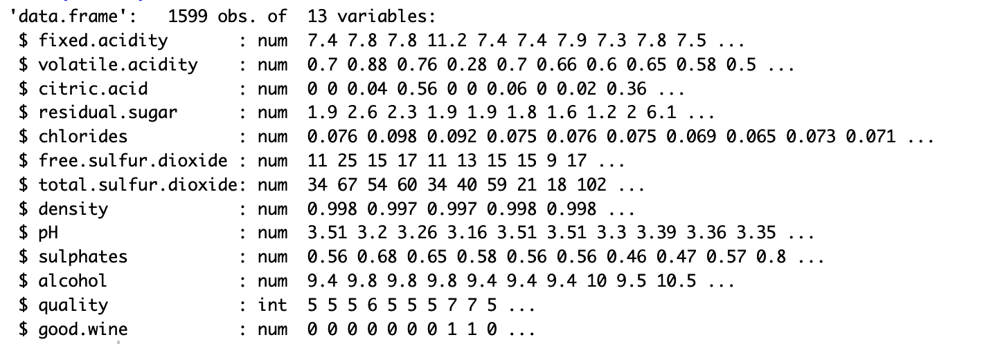 'data.frame':   1599 obs. of  13 variables:
 $ fixed.acidity       : num  7.4 7.8 7.8 11.2 7.4 7.4 7.9 7.3 7.8 7.5 ...
 $ volatile.acidity    : num  0.7 0.88 0.76 0.28 0.7 0.66 0.6 0.65 0.58 0.5 ...
 $ citric.acid         : num  0 0 0.04 0.56 0 0 0.06 0 0.02 0.36 ...
 $ residual.sugar      : num  1.9 2.6 2.3 1.9 1.9 1.8 1.6 1.2 2 6.1 ...
 $ chlorides           : num  0.076 0.098 0.092 0.075 0.076 0.075 0.069 0.065 0.073 0.071 ...
 $ free.sulfur.dioxide : num  11 25 15 17 11 13 15 15 9 17 ...
 $ total.sulfur.dioxide: num  34 67 54 60 34 40 59 21 18 102 ...
 $ density             : num  0.998 0.997 0.997 0.998 0.998 ...
 $ pH                  : num  3.51 3.2 3.26 3.16 3.51 3.51 3.3 3.39 3.36 3.35 ...
 $ sulphates           : num  0.56 0.68 0.65 0.58 0.56 0.56 0.46 0.47 0.57 0.8 ...
 $ alcohol             : num  9.4 9.8 9.8 9.8 9.4 9.4 9.4 10 9.5 10.5 ...
 $ quality             : int  5 5 5 6 5 5 5 7 7 5 ...
 $ good.wine           : num  0 0 0 0 0 0 0 1 1 0 ...